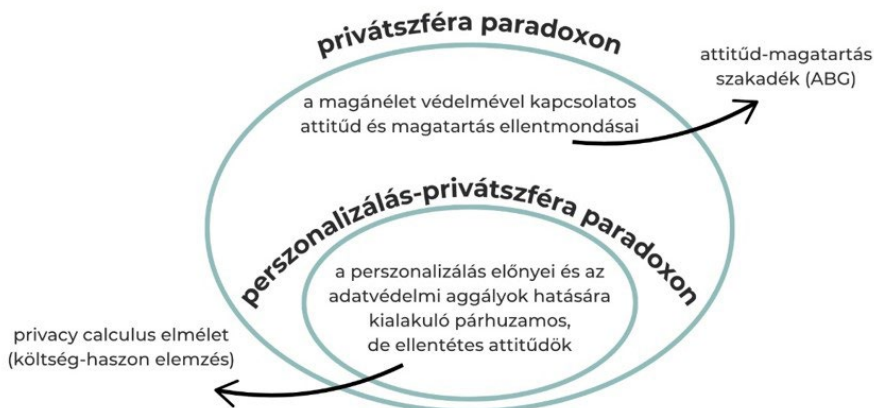 privátszféra paradoxon
attitűd-magatartás
szakadék (ABG)
a magánélet védelmével kapcsolatos
attitűd és magatartás ellentmondásai
perszonalizálás-privátszféra paradoxon
a perszonalizálás előnyei és az
adatvédelmi aggályok hatására
kialakuló párhuzamos,
de ellentétes attitűdök
privacy calculus elmélet
(költség-haszon elemzés)